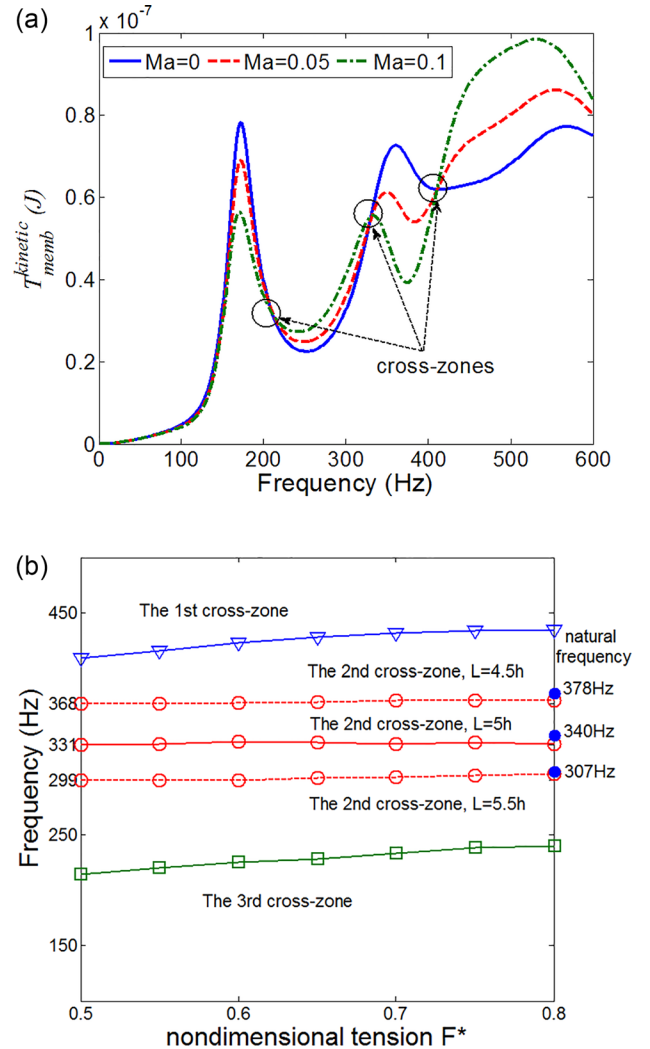 (a)
1 x 10^-7
Ma=0 Ma=0.05 Ma=0.1
T^kinetic_memb (J)
1
0.8
0.6
0.4
0.2
0
cross-zones
0 100 200 300 400 500 600
Frequency (Hz)
(b)
450
The 1st cross-zone
natural
frequency
The 2nd cross-zone, L=4.5h
378Hz
368
The 2nd cross-zone, L=5h
340Hz
331
307Hz
299
The 2nd cross-zone, L=5.5h
Frequency (Hz)
250
The 3rd cross-zone
150
0.5 0.6 0.7 0.8
nondimensional tension F*